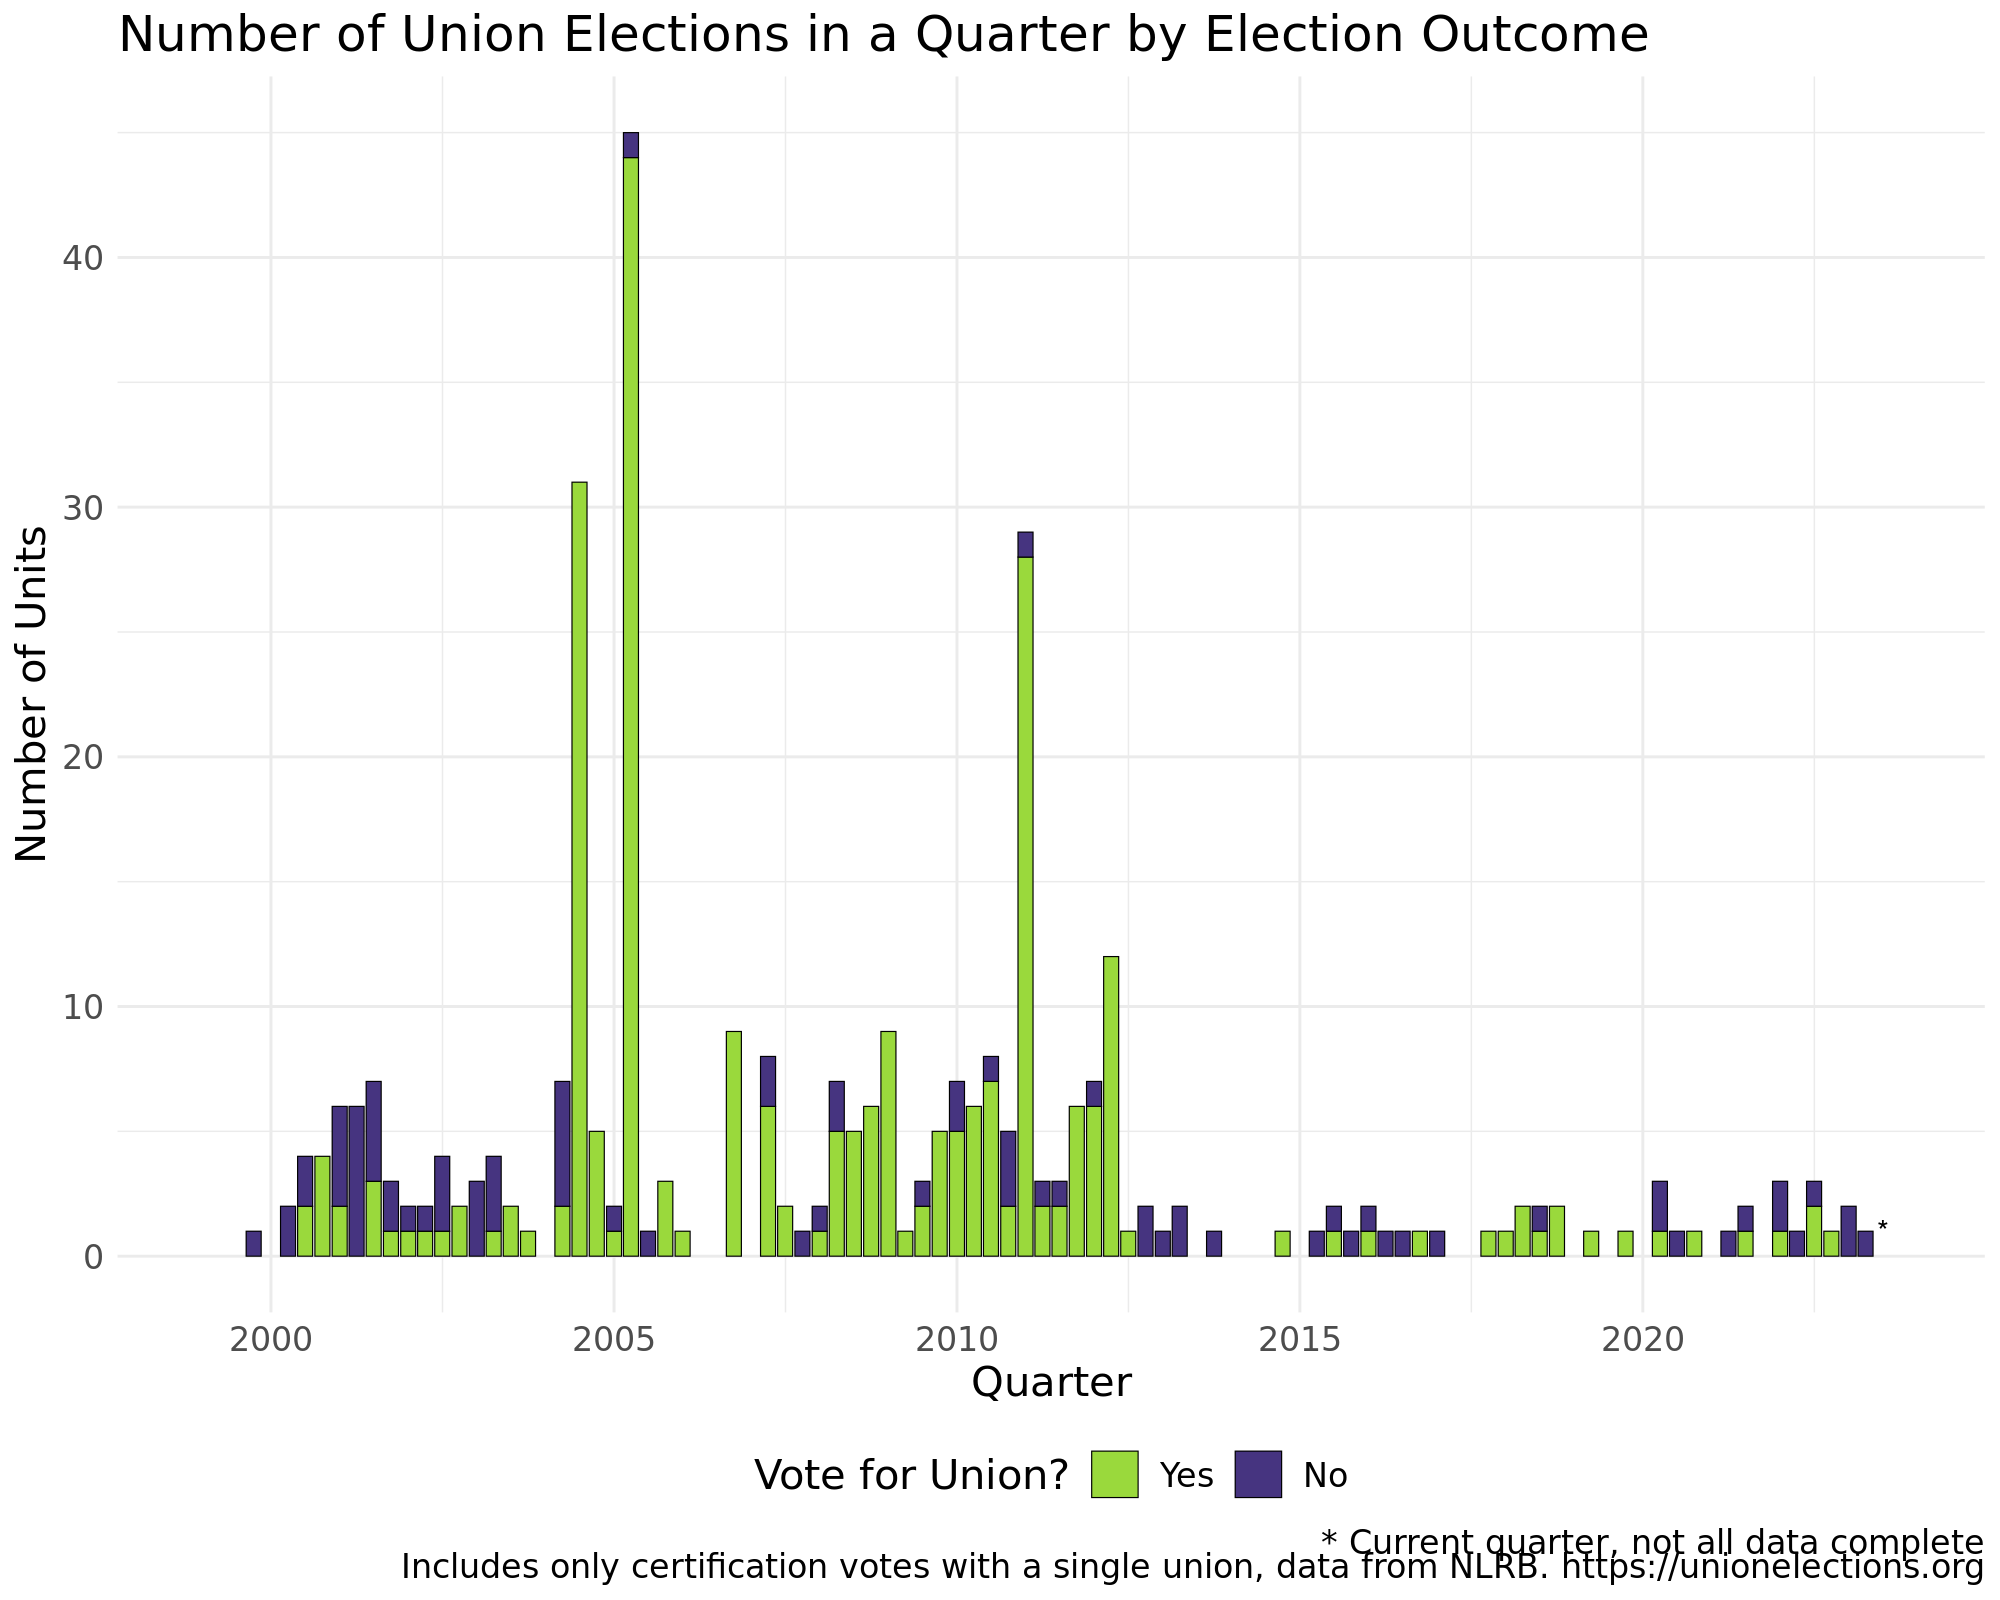 Number of Union Elections in a Quarter by Election Outcome
Number of Units
40
30
20
10
0
*
2000 2005 2010 2015 2020
Quarter
Vote for Union? Yes No
* Current quarter, not all data complete
Includes only certification votes with a single union, data from NLRB. https://unionelections.org